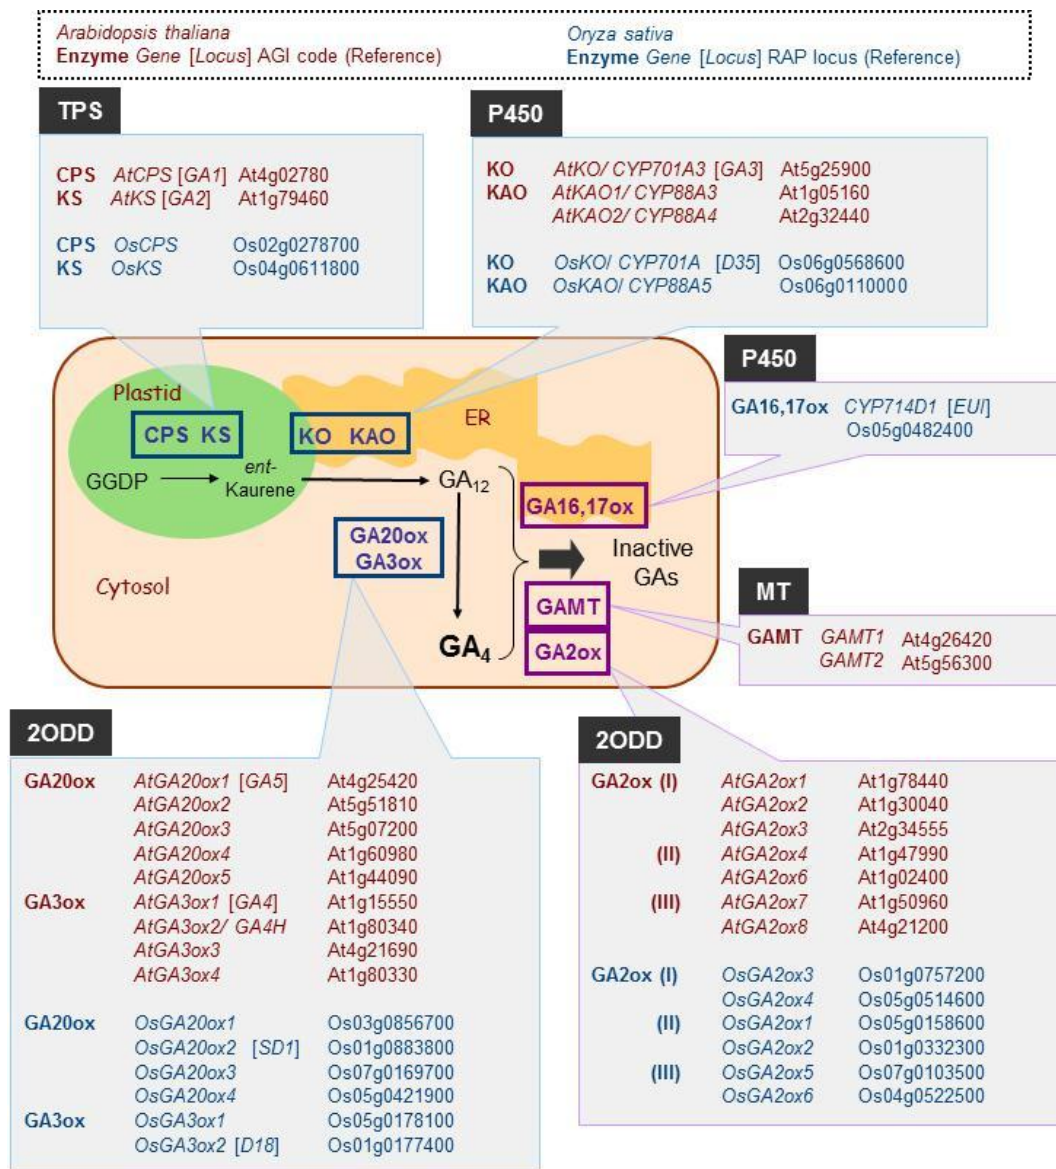 Arabidopsis thaliana
Enzyme Gene [Locus] AGI code (Reference)
Oryza sativa
Enzyme Gene [Locus] RAP locus (Reference)
TPS
CPS AtCPS [GA1] At4g02780
KS AtKS [GA2] At1g79460
CPS OsCPS Os02g0278700
KS OsKS Os04g0611800
P450
KO AtKO/ CYP701A3 [GA3] At5g25900
KAO AtKAO1/ CYP88A3 At1g05160
AtKAO2/ CYP88A4 At2g32440
KO OsKO/ CYP701A [D35] Os06g0568600
KAO OsKAO/ CYP88A5 Os06g0110000
P450
GA16,17ox CYP714D1 [EUI]
Os05g0482400
Plastid
CPS KS
KO KAO
ER
GGDP
ent-
Kaurene
GA12
GA16,17ox
GA20ox
GA3ox
Inactive
GAs
Cytosol
GAMT
GA4
GA2ox
MT
GAMT GAMT1 At4g26420
GAMT2 At5g56300
2ODD
GA20ox AtGA20ox1 [GA5] At4g25420
AtGA20ox2 At5g51810
AtGA20ox3 At5g07200
AtGA20ox4 At1g60980
AtGA20ox5 At1g44090
GA3ox AtGA3ox1 [GA4] At1g15550
AtGA3ox2/ GA4H At1g80340
AtGA3ox3 At4g21690
AtGA3ox4 At1g80330
GA20ox OsGA20ox1 Os03g0856700
OsGA20ox2 [SD1] Os01g0883800
OsGA20ox3 Os07g0169700
OsGA20ox4 Os05g0421900
GA3ox OsGA3ox1 Os05g0178100
OsGA3ox2 [D18] Os01g0177400
2ODD
GA2ox (I) AtGA2ox1 At1g78440
AtGA2ox2 At1g30040
AtGA2ox3 At2g34555
(II) AtGA2ox4 At1g47990
AtGA2ox6 At1g02400
(III) AtGA2ox7 At1g50960
AtGA2ox8 At4g21200
GA2ox (I) OsGA2ox3 Os01g0757200
OsGA2ox4 Os05g0514600
(II) OsGA2ox1 Os05g0158600
OsGA2ox2 Os01g0332300
(III) OsGA2ox5 Os07g0103500
OsGA2ox6 Os04g0522500